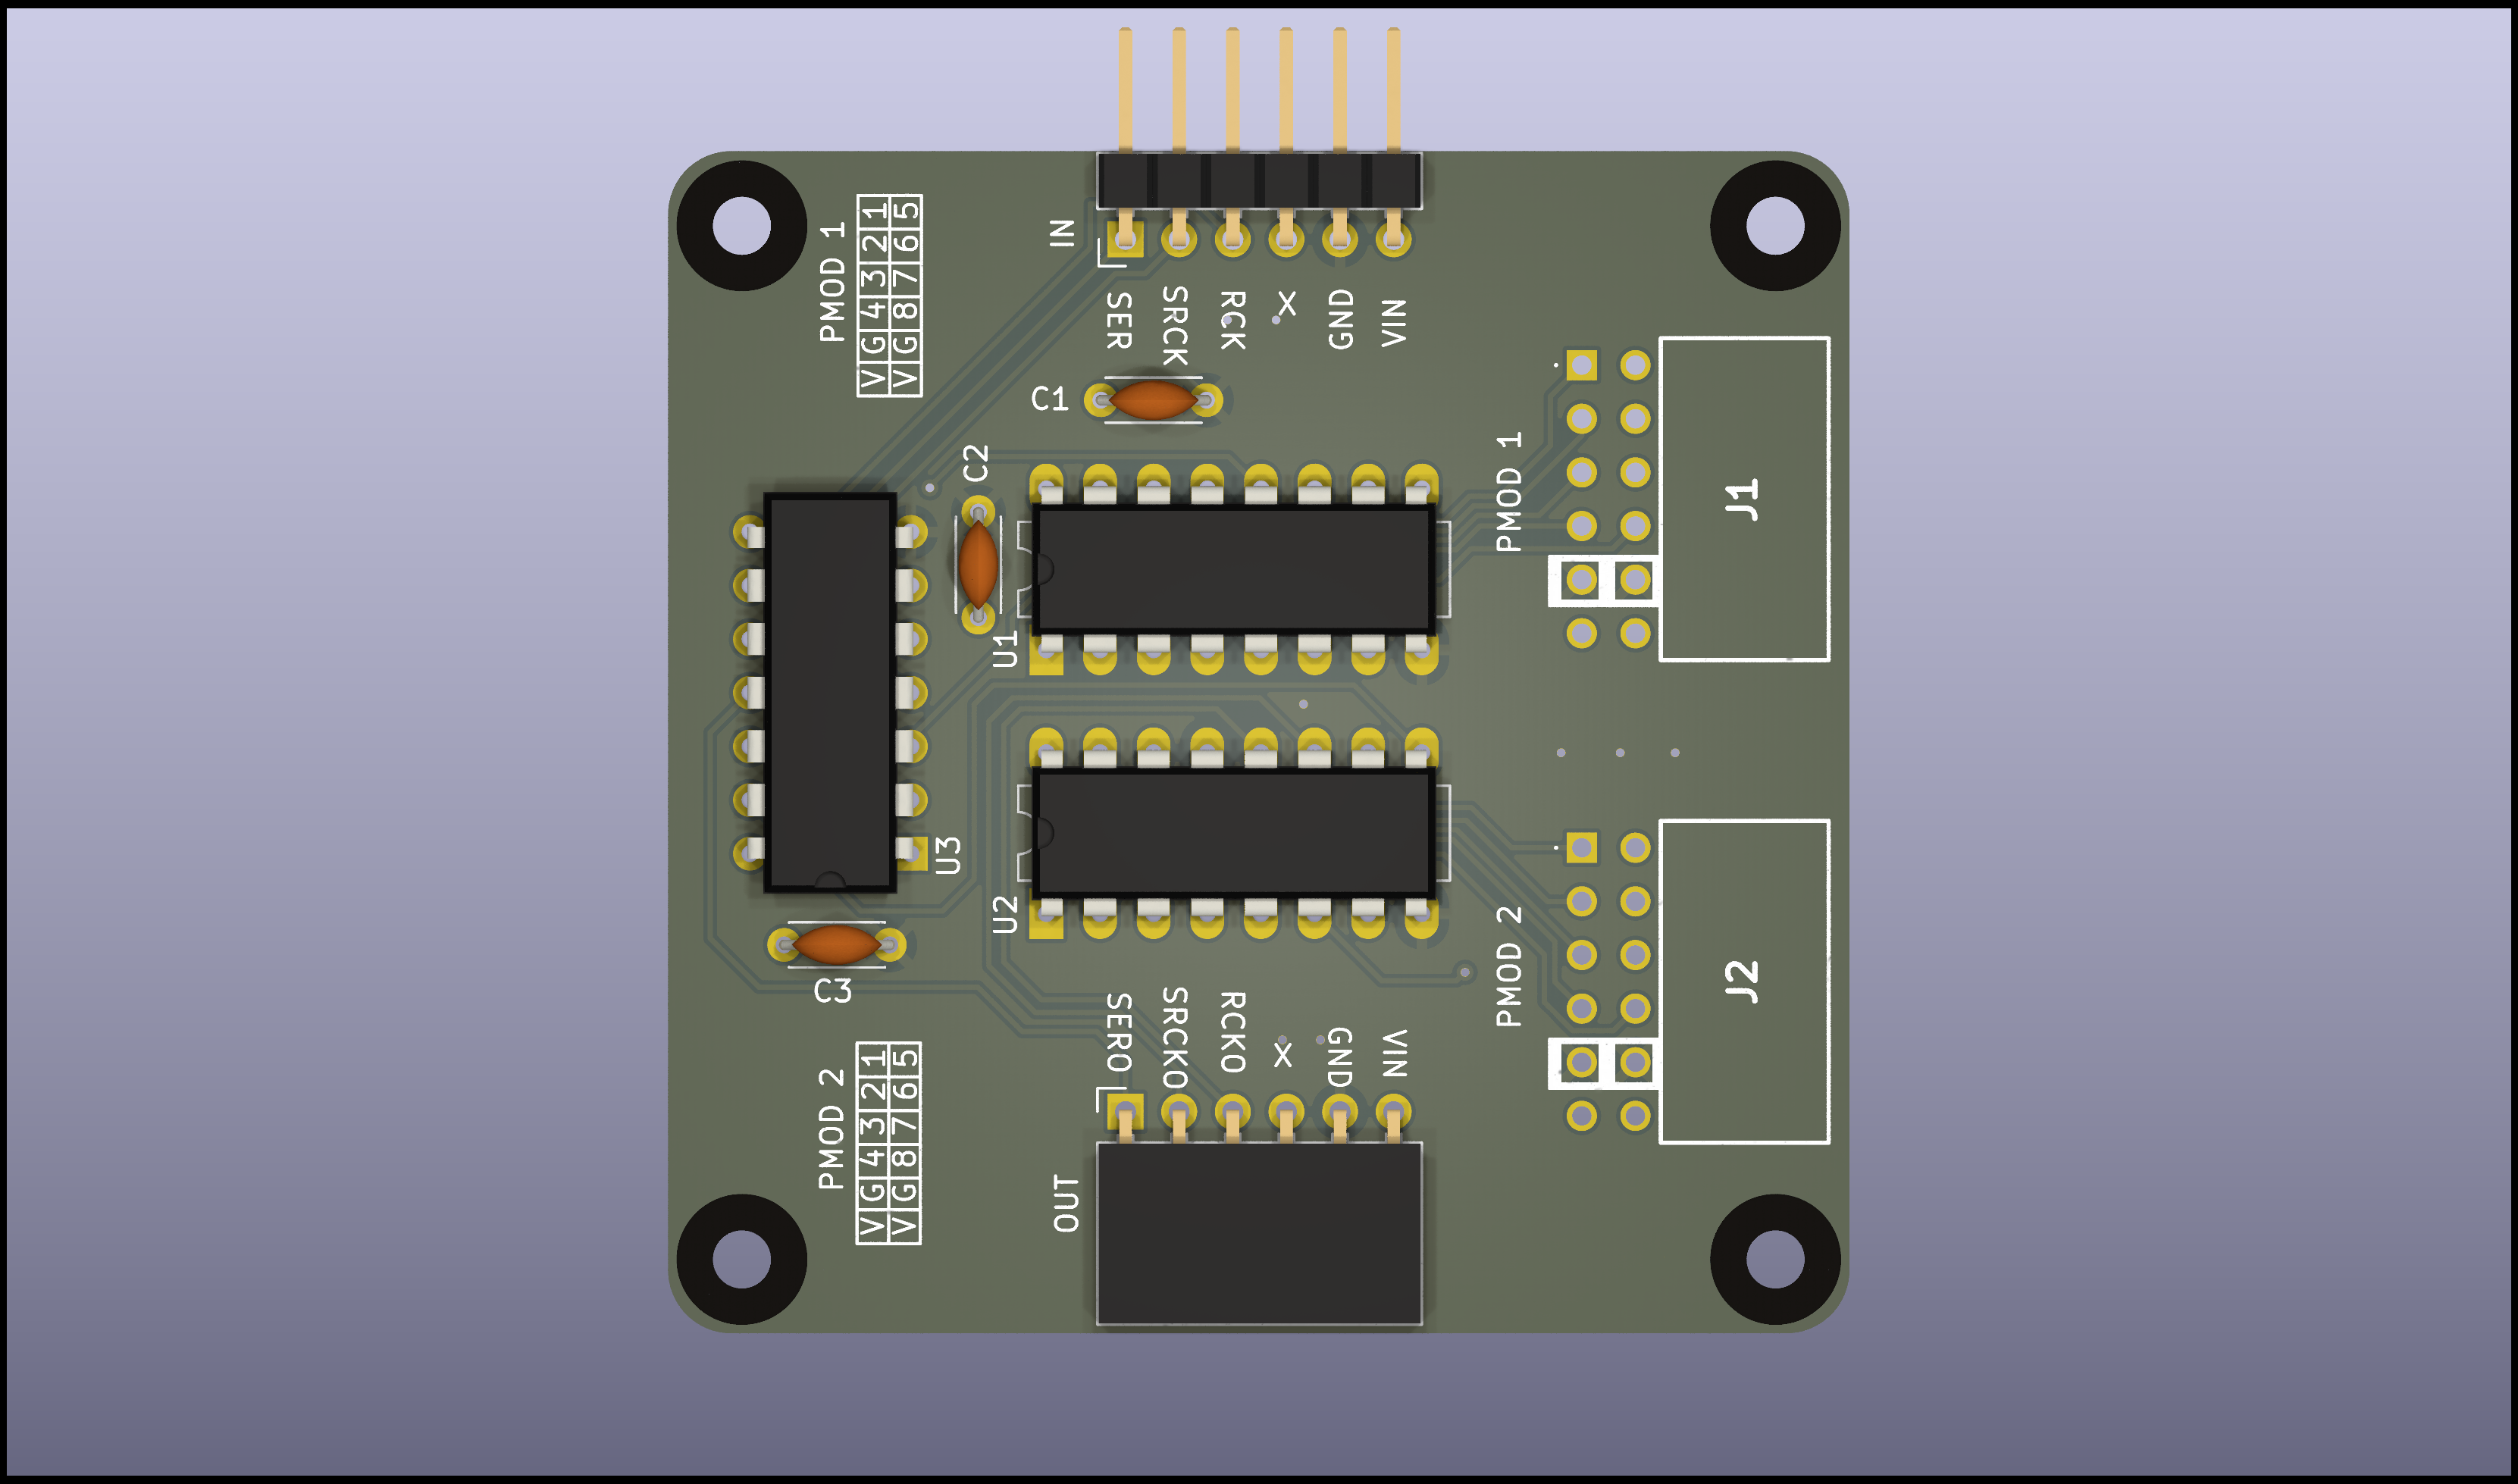 IN
SER
SRCK
RCK
X
GND
VIN
PMOD 1
1 2 3 4 G V
5 6 7 8 G V
C1
C2
U1
PMOD 1
J1
U3
U2
C3
PMOD 2
J2
SERO
SRCKO
RCKO
X
GND
VIN
PMOD 2
1 2 3 4 G V
5 6 7 8 G V
OUT